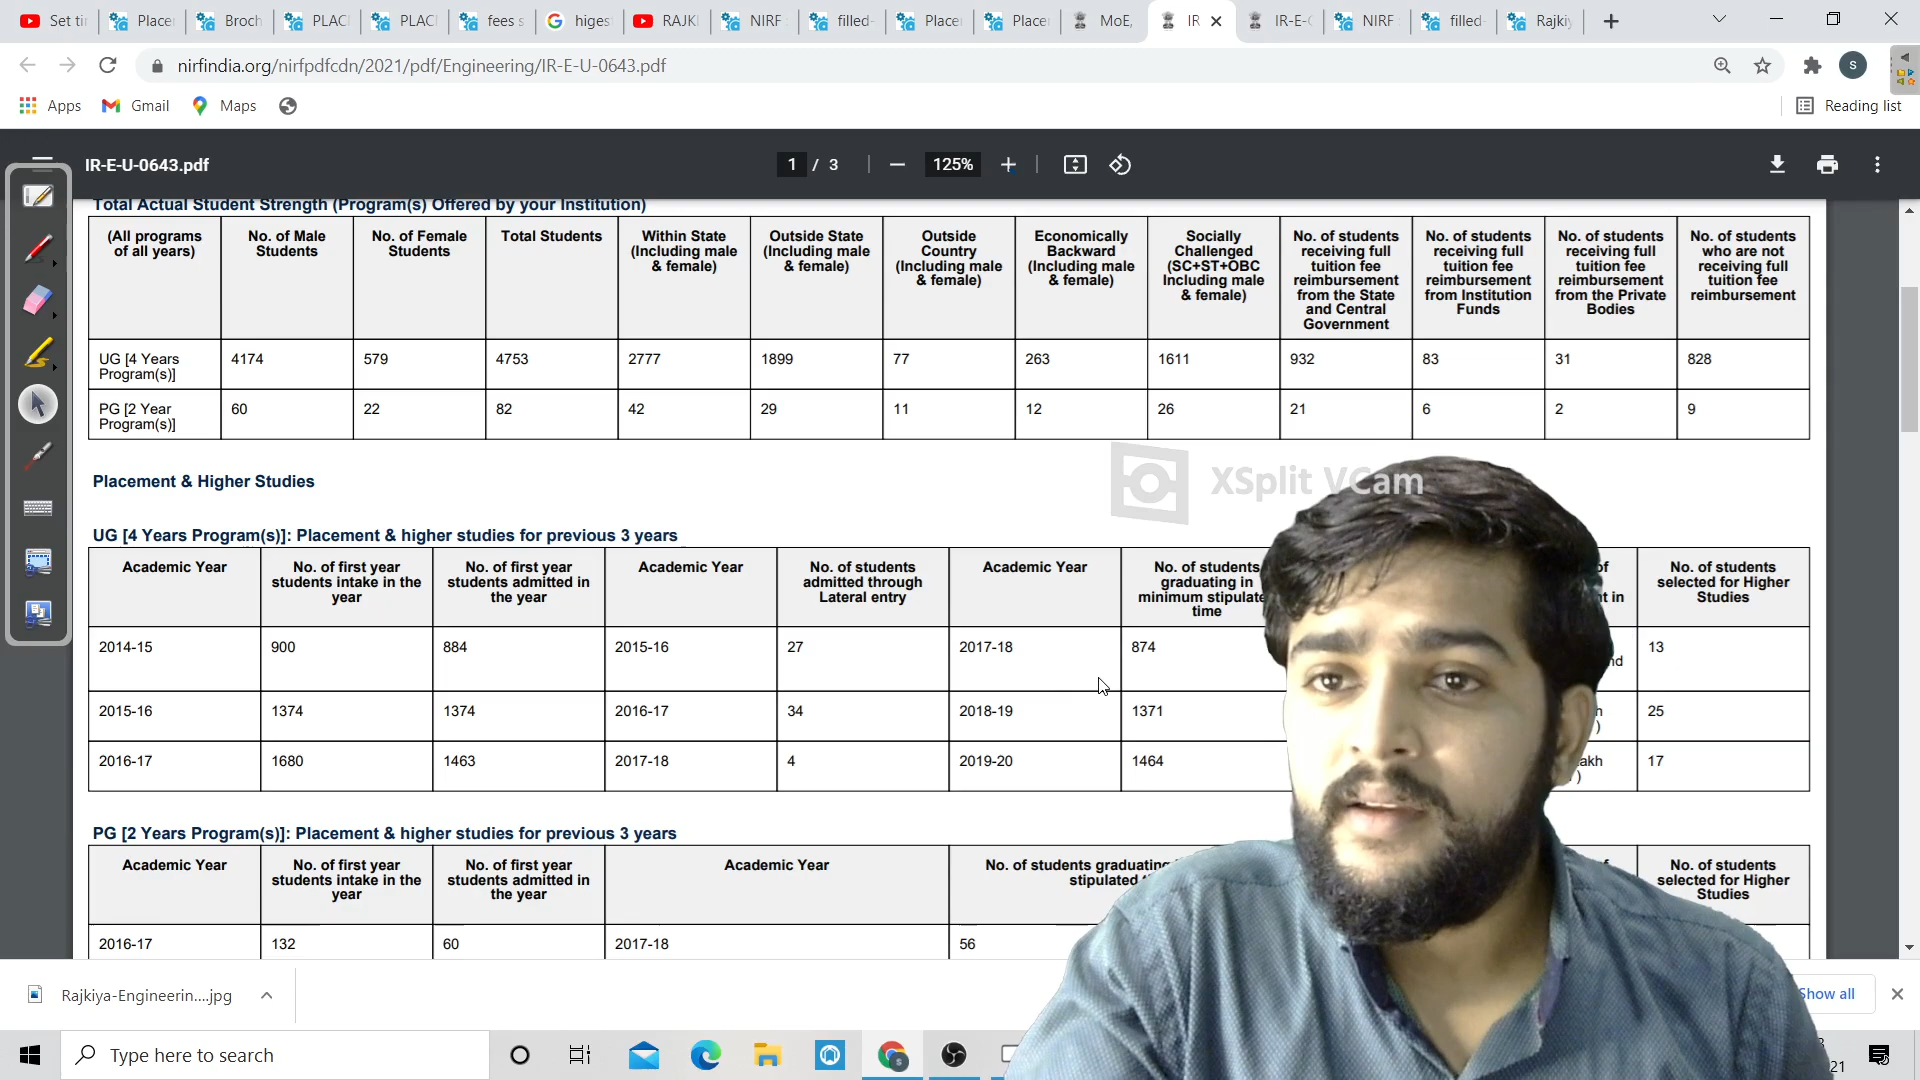 Set ti
Place
Broch
PLAC
PLAC
fees s
higes
RAJKI
NIRF
filled-
Place
Place
MoE,
IR
IR-E-
NIRF
filled-
Rajkiy
nirfindia.org/nirfpdfcdn/2021/pdf/Engineering/IR-E-U-0643.pdf
S
Apps
Gmail
Maps
Reading list
IR-E-U-0643.pdf
1 / 3
125%
Total Actual Student Strength (Program(s) Offered by your Institution)
(All programs
of all years)
No. of Male
Students
No. of Female
Students
Total Students
Within State
(Including male
& female)
Outside State
(Including male
& female)
Outside
Country
(Including male
& female)
Economically
Backward
(Including male
& female)
Socially
Challenged
(SC+ST+OBC
Including male
& female)
No. of students
receiving full
tuition fee
reimbursement
from the State
and Central
Government
No. of students
receiving full
tuition fee
reimbursement
from Institution
Funds
No. of students
receiving full
tuition fee
reimbursement
from the Private
Bodies
No. of students
who are not
receiving full
tuition fee
reimbursement
UG [4 Years
Program(s)]
4174
579
4753
2777
1899
77
263
1611
932
83
31
828
PG [2 Year
Program(s)]
60
22
82
42
29
11
12
26
21
6
2
9
Placement & Higher Studies
XSplit VCam
UG [4 Years Program(s)]: Placement & higher studies for previous 3 years
Academic Year
No. of first year
students intake in the
year
No. of first year
students admitted in
the year
Academic Year
No. of students
admitted through
Lateral entry
Academic Year
No. of students
graduating in
minimum stipulate
time
of
in
No. of students
selected for Higher
Studies
2014-15
900
884
2015-16
27
2017-18
874
13
2015-16
1374
1374
2016-17
34
2018-19
1371
25
2016-17
1680
1463
2017-18
4
2019-20
1464
17
PG [2 Years Program(s)]: Placement & higher studies for previous 3 years
Academic Year
No. of first year
students intake in the
year
No. of first year
students admitted in
the year
Academic Year
No. of students graduating
stipulated
No. of students
selected for Higher
Studies
2016-17
132
60
2017-18
56
Rajkiya-Engineerin....jpg
Show all
Type here to search
21